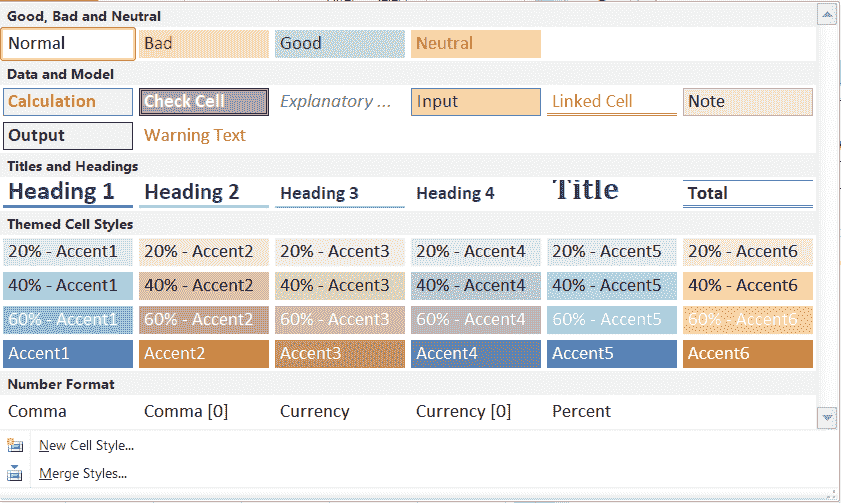 Good, Bad and Neutral
Normal Bad Good Neutral
Data and Model
Calculation Check Cell Explanatory ... Input Linked Cell Note
Output Warning Text
Titles and Headings
Heading 1 Heading 2 Heading 3 Heading 4 Title Total
Themed Cell Styles
20% - Accent1 20% - Accent2 20% - Accent3 20% - Accent4 20% - Accent5 20% - Accent6
40% - Accent1 40% - Accent2 40% - Accent3 40% - Accent4 40% - Accent5 40% - Accent6
60% - Accent1 60% - Accent2 60% - Accent3 60% - Accent4 60% - Accent5 60% - Accent6
Accent1 Accent2 Accent3 Accent4 Accent5 Accent6
Number Format
Comma Comma [0] Currency Currency [0] Percent
New Cell Style...
Merge Styles...